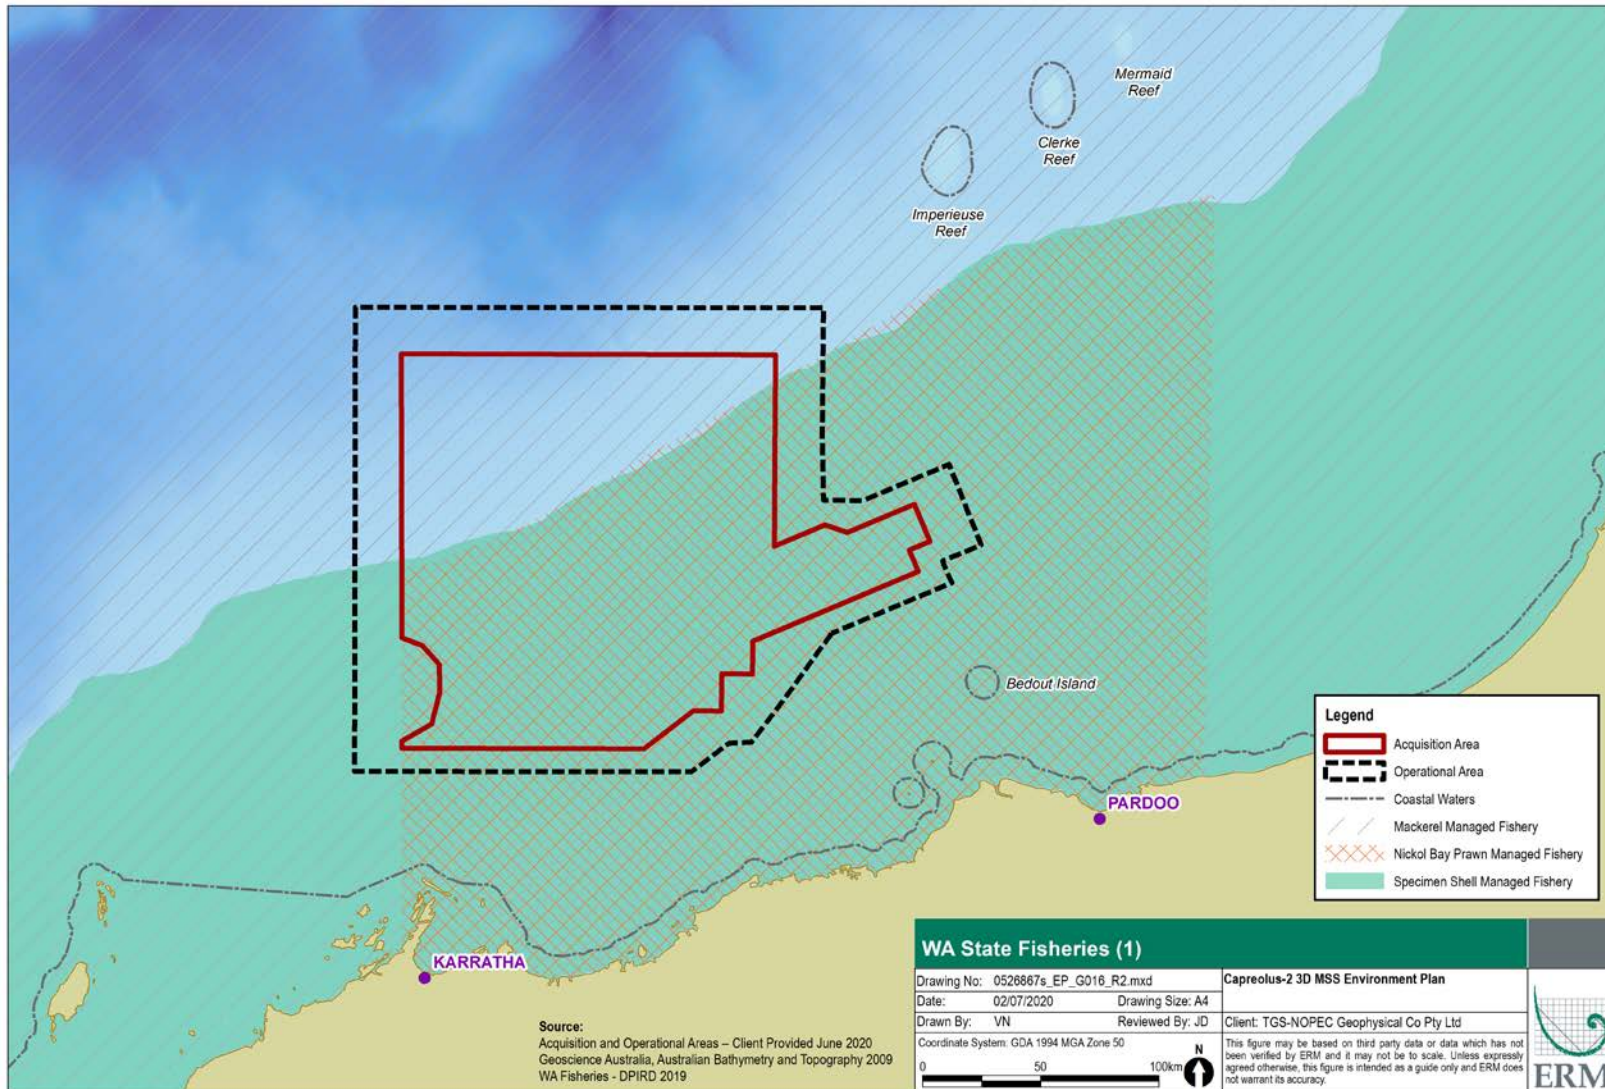 Mermaid
Reef
Clerke
Reef
Imperieuse
Reef
Bedout Island
PARDOO
KARRATHA
Legend
Acquisition Area
Operational Area
Coastal Waters
Mackerel Managed Fishery
Nickol Bay Prawn Managed Fishery
Specimen Shell Managed Fishery
Source:
Acquisition and Operational Areas – Client Provided June 2020
Geoscience Australia, Australian Bathymetry and Topography 2009
WA Fisheries - DPIRD 2019
WA State Fisheries (1)
Drawing No: 0526867s_EP_G016_R2.mxd
Date: 02/07/2020 Drawing Size: A4
Drawn By: VN Reviewed By: JD
Coordinate System: GDA 1994 MGA Zone 50
0 50 100km
N
Capreolus-2 3D MSS Environment Plan
Client: TGS-NOPEC Geophysical Co Pty Ltd
This figure may be based on third party data or data which has not
been verified by ERM and it may not be to scale. Unless expressly
agreed otherwise, this figure is intended as a guide only and ERM does
not warrant its accuracy.
ERM